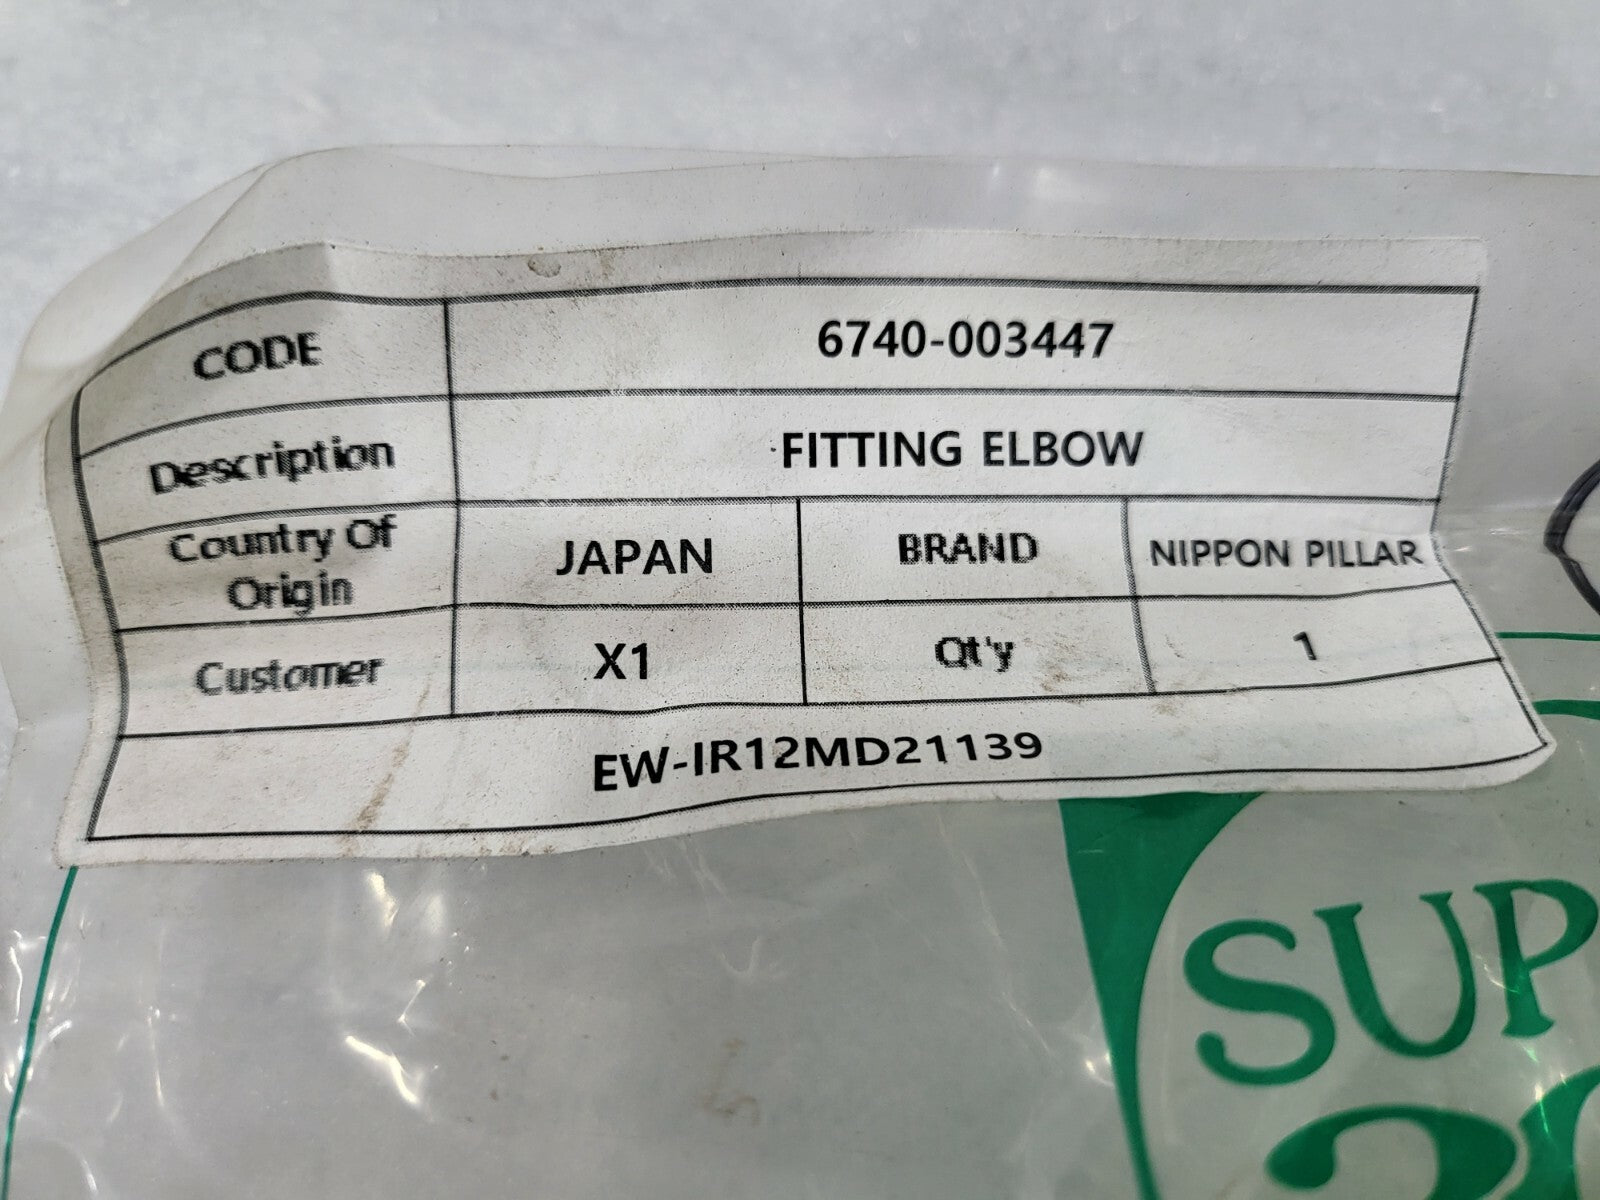 CODE 6740-003447
Description FITTING ELBOW
Country Of Origin JAPAN BRAND NIPPON PILLAR
Customer X1 Qt'y 1
EW-IR12MD21139
SUP